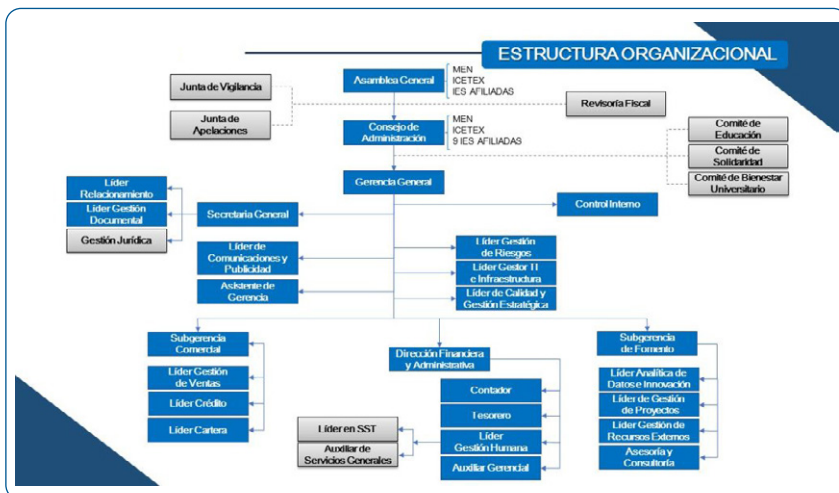 ESTRUCTURA ORGANIZACIONAL
Asamblea General
MEN
ICETEX
IES AFILIADAS
Junta de Vigilancia
Revisoría Fiscal
Junta de
Apelaciones
Consejo de
Administración
MEN
ICETEX
9 IES AFILIADAS
Comité de
Educación
Comité de
Solidaridad
Comité de Bienestar
Universitario
Gerencia General
Líder
Relacionamiento
Líder Gestión
Documental
Gestión Jurídica
Secretaria General
Control Interno
Líder de
Comunicaciones y
Publicidad
Asistente de
Gerencia
Líder Gestión
de Riesgos
Líder Gestor TI
e Infraestructura
Líder de Calidad y
Gestión Estratégica
Subgerencia
Comercial
Líder Gestión
de Ventas
Líder Crédito
Líder Cartera
Dirección Financiera
y Administrativa
Contador
Tesorero
Líder
Gestión Humana
Auxiliar Gerencial
Líder en SST
Auxiliar de
Servicios Generales
Subgerencia
de Fomento
Líder Analítica de
Datos e Innovación
Líder de Gestión
de Proyectos
Líder Gestión de
Recursos Externos
Asesoría y
Consultoría